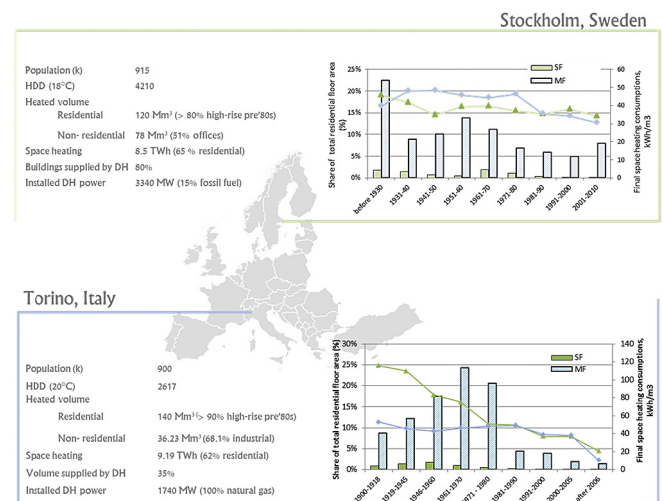 Stockholm, Sweden
Population (k) 915
HDD (18°C) 4210
Heated volume
Residential 120 Mm³ (> 80% high-rise pre'80s)
Non- residential 78 Mm³ (51% offices)
Space heating 8.5 TWh (65 % residential)
Buildings supplied by DH 80%
Installed DH power 3340 MW (15% fossil fuel)
Share of total residential floor area (%)
25%
20%
15%
10%
5%
0%
SF
MF
60
50
40
30
20
10
0
Final space heating consumptions, kWh/m3
before 1930
1931-40
1941-50
1951-60
1961-70
1971-80
1981-90
1991-2000
2001-2010
Torino, Italy
Population (k) 900
HDD (20°C) 2617
Heated volume
Residential 140 Mm³ (> 90% high-rise pre'80s)
Non- residential 36.23 Mm³ (68.1% industrial)
Space heating 9.19 TWh (62% residential)
Volume supplied by DH 35%
Installed DH power 1740 MW (100% natural gas)
Share of total residential floor area (%)
30%
25%
20%
15%
10%
5%
0%
SF
MF
140
120
100
80
60
40
20
0
Final space heating consumptions, kWh/m3
1900-1918
1919-1945
1946-1960
1961-1970
1971 - 1980
1981-1990
1991-2000
2000-2005
after 2006